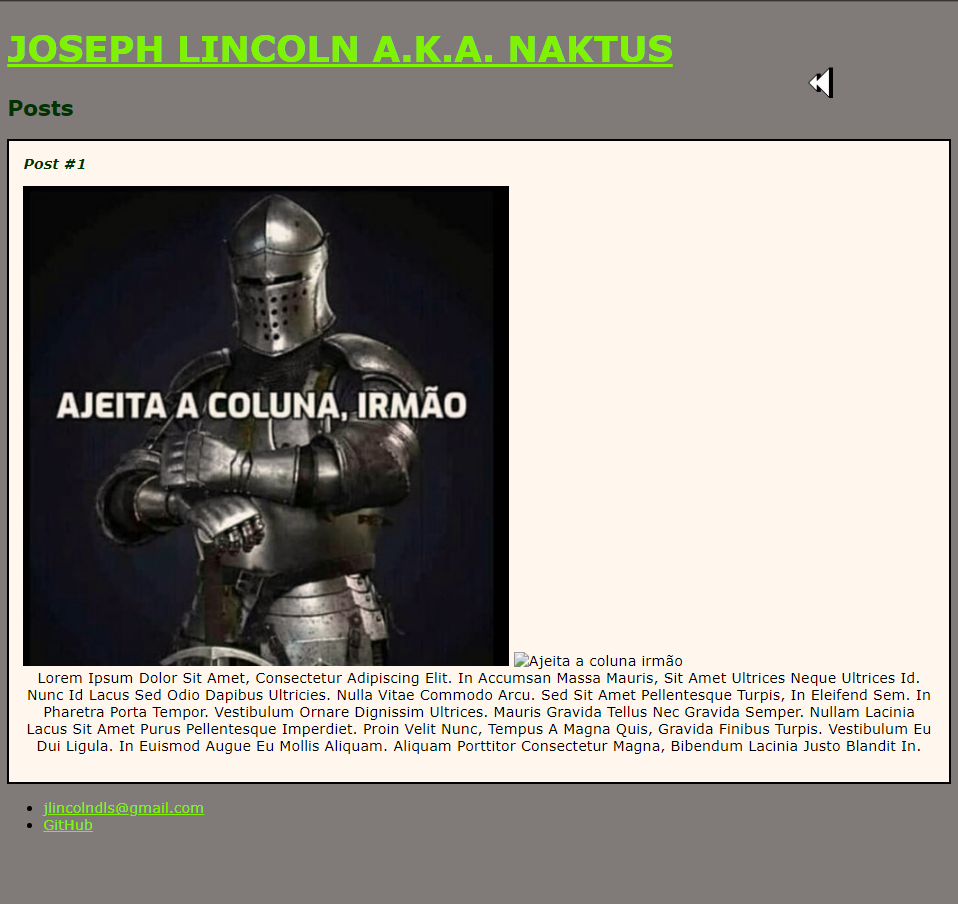 JOSEPH LINCOLN A.K.A. NAKTUS
Posts
Post #1
AJEITA A COLUNA, IRMÃO
Ajeita a coluna irmão
Lorem Ipsum Dolor Sit Amet, Consectetur Adipiscing Elit. In Accumsan Massa Mauris, Sit Amet Ultrices Neque Ultrices Id.
Nunc Id Lacus Sed Odio Dapibus Ultricies. Nulla Vitae Commodo Arcu. Sed Sit Amet Pellentesque Turpis, In Eleifend Sem. In
Pharetra Porta Tempor. Vestibulum Ornare Dignissim Ultrices. Mauris Gravida Tellus Nec Gravida Semper. Nullam Lacinia
Lacus Sit Amet Purus Pellentesque Imperdiet. Proin Velit Nunc, Tempus A Magna Quis, Gravida Finibus Turpis. Vestibulum Eu
Dui Ligula. In Euismod Augue Eu Mollis Aliquam. Aliquam Porttitor Consectetur Magna, Bibendum Lacinia Justo Blandit In.
jlincolndls@gmail.com
GitHub